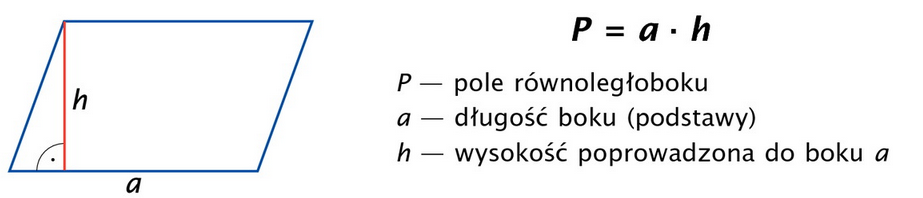 h
a
P = a · h
P — pole równoległoboku
a — długość boku (podstawy)
h — wysokość poprowadzona do boku a